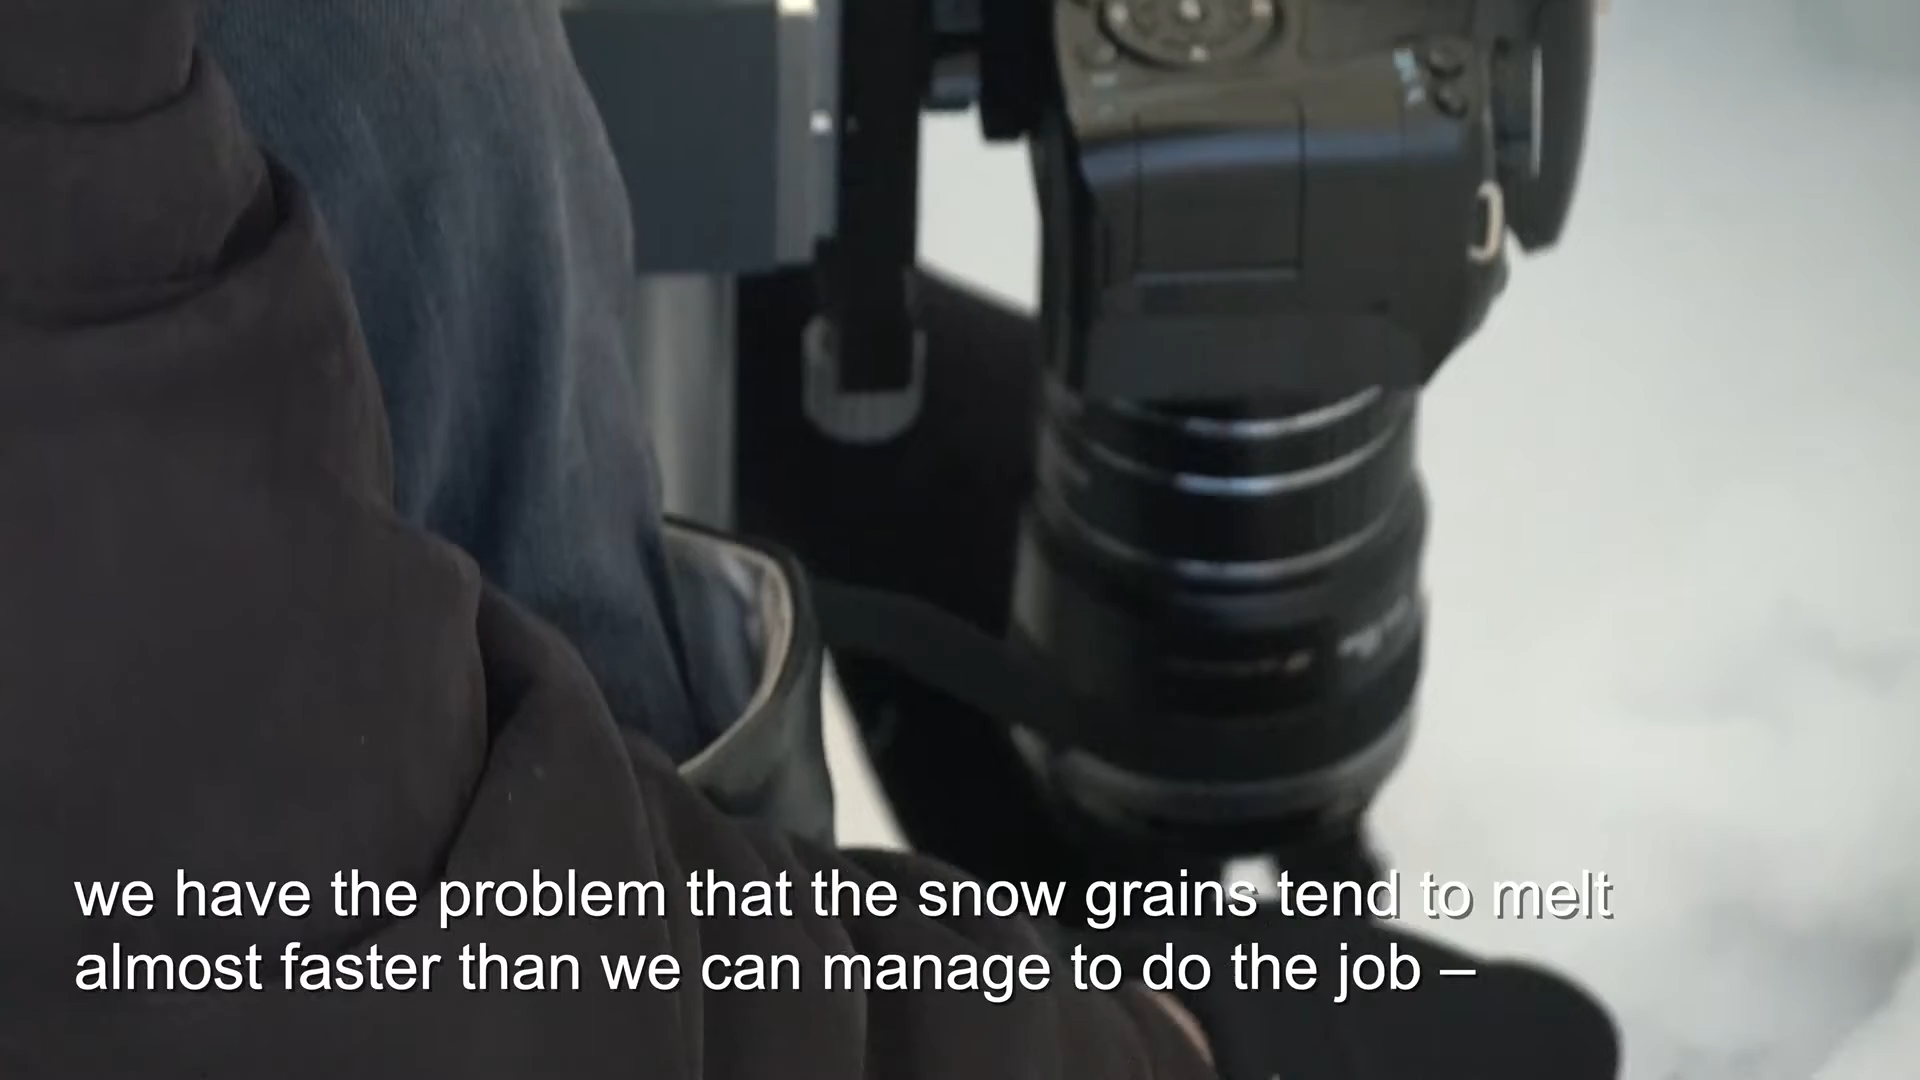 we have the problem that the snow grains tend to melt
almost faster than we can manage to do the job –